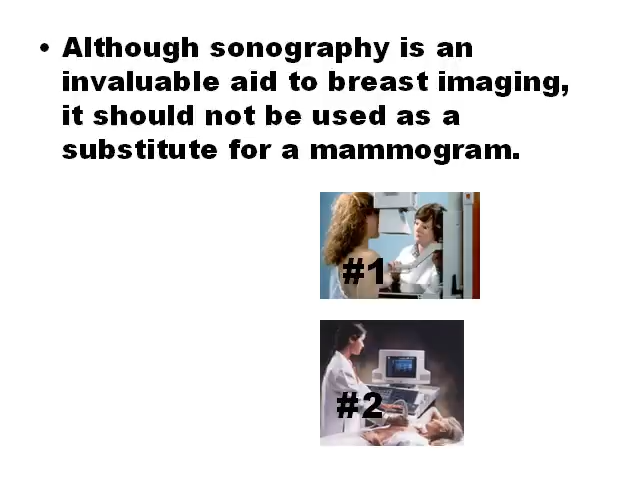 • Although sonography is an
invaluable aid to breast imaging,
it should not be used as a
substitute for a mammogram.
#1
#2